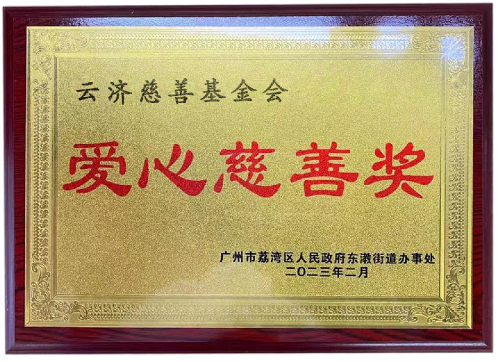 云济慈善基金会
爱心慈善奖
广州市荔湾区人民政府东漖街道办事处
二〇二三年二月